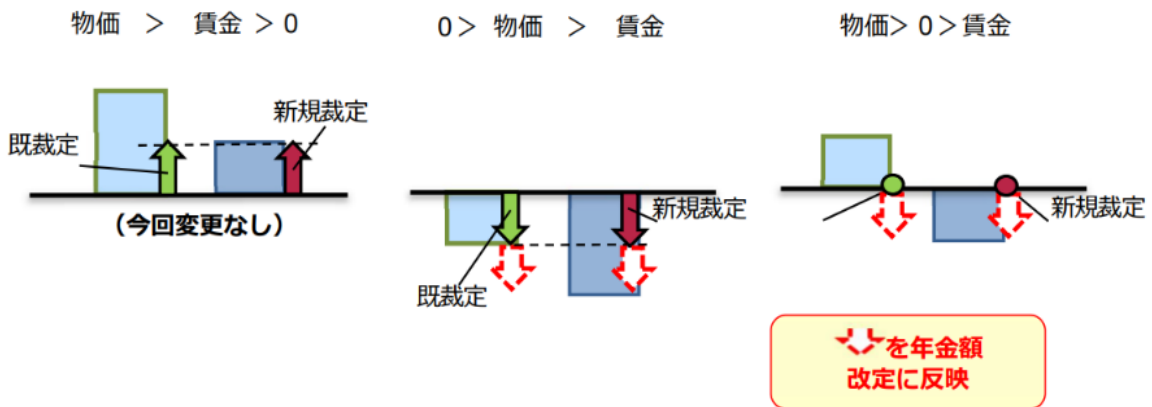 物価 > 賃金 > 0
0 > 物価 > 賃金
物価 > 0 > 賃金
既裁定
新規裁定
(今回変更なし)
新規裁定
既裁定
新規裁定
を年金額
改定に反映